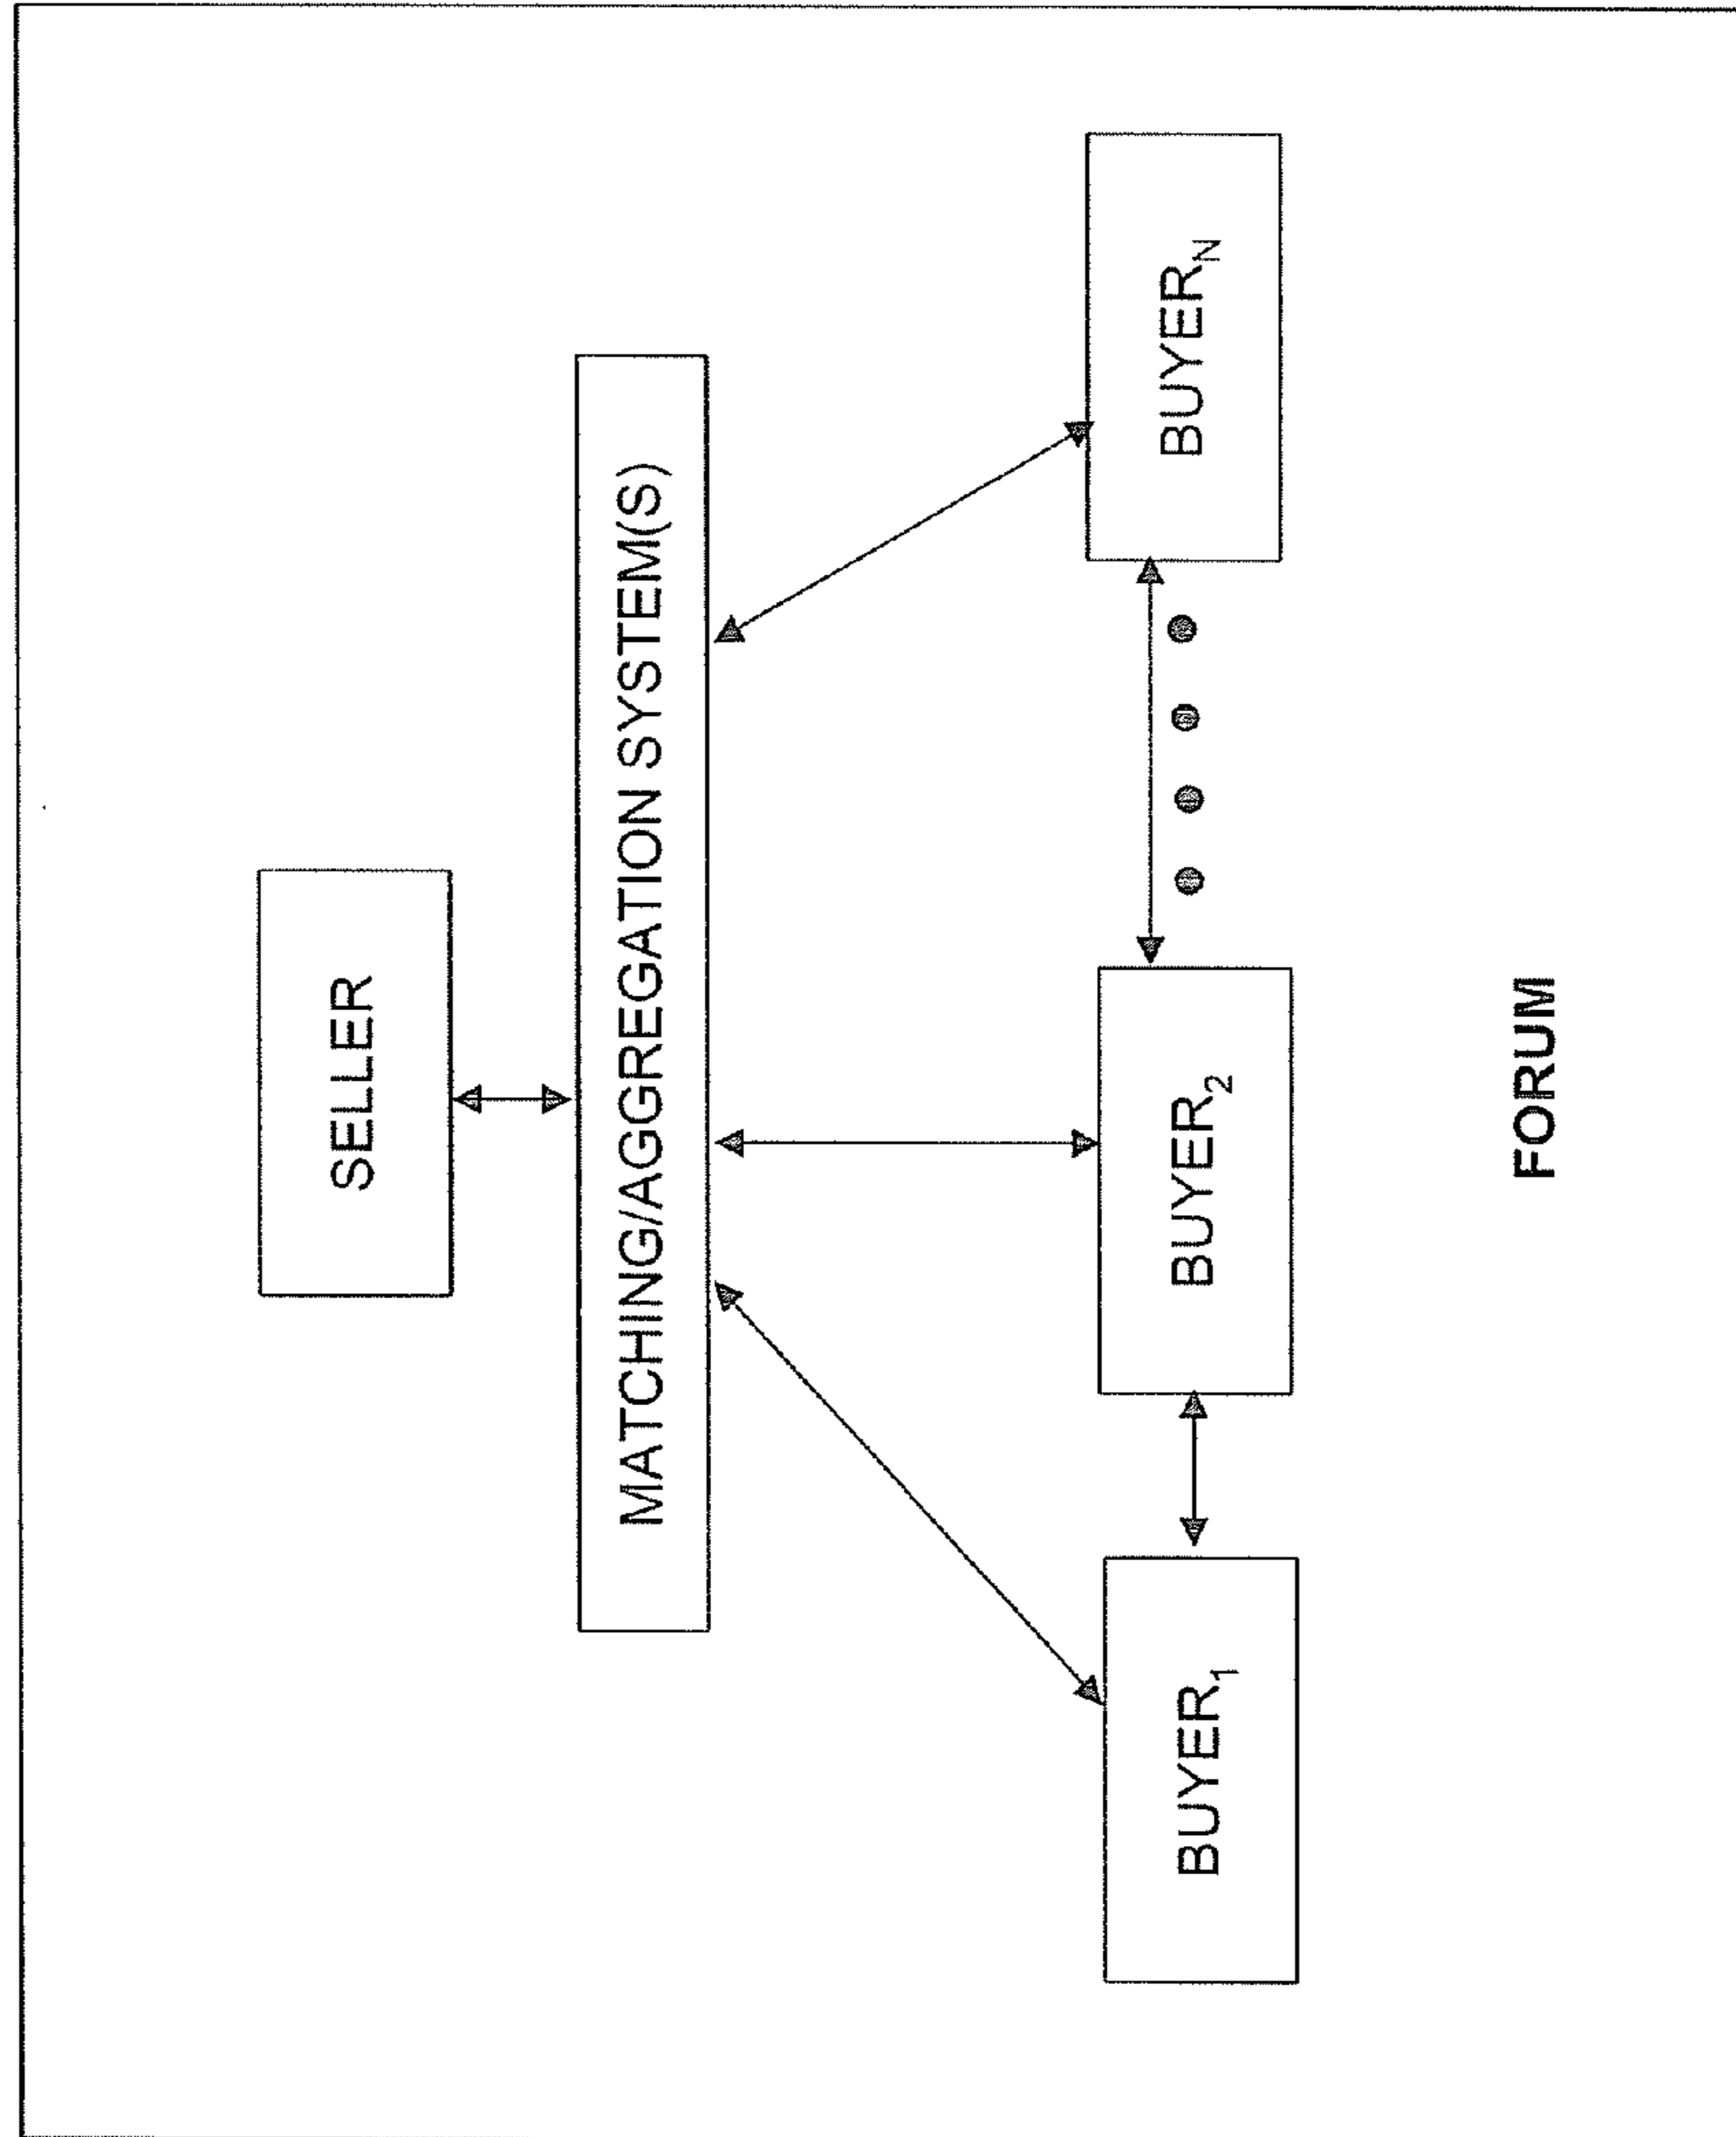 SELLER
MATCHING/AGGREGATION SYSTEM(S)
BUYER1
BUYER2
BUYERN
FORUM